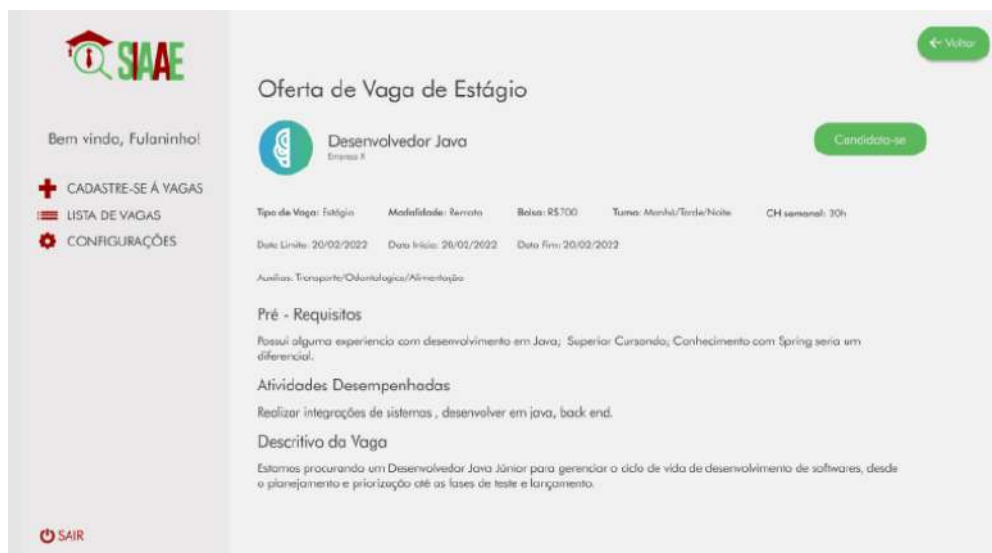 SIAAE
← Voltar
Oferta de Vaga de Estágio
Bem vindo, Fulaninho!
Desenvolvedor Java
Empresa X
Candidata-se
CADASTRE-SE Á VAGAS
LISTA DE VAGAS
CONFIGURAÇÕES
Tipo de Vaga: Estágio Modalidade: Remota Bolsa: R$700 Turno: Manhã/Tarde/Noite CH semanal: 30h
Data Limite: 20/02/2022 Data Início: 28/02/2022 Data Fim: 20/02/2022
Auxílios: Transporte/Odontologico/Alimentação
Pré - Requisitos
Possui alguma experiencia com desenvolvimento em Java; Superior Cursando; Conhecimento com Spring seria um
diferencial.
Atividades Desempenhadas
Realizar integrações de sistemas , desenvolver em java, back end.
Descritivo da Vaga
Estamos procurando um Desenvolvedor Java Júnior para gerenciar o ciclo de vida de desenvolvimento de softwares, desde
o planejamento e priorização até as fases de teste e lançamento.
SAIR